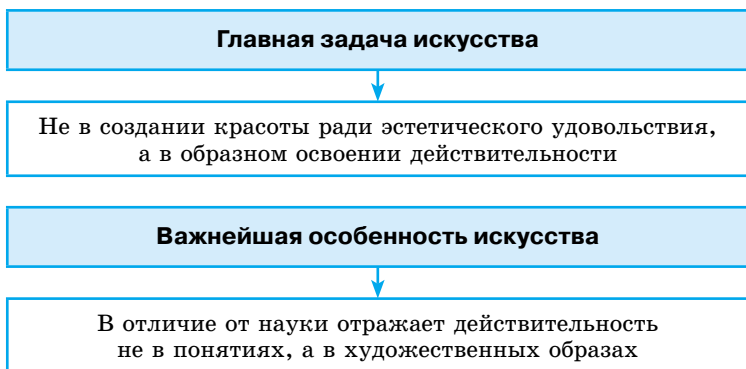 Главная задача искусства
Не в создании красоты ради эстетического удовольствия,
а в образном освоении действительности
Важнейшая особенность искусства
В отличие от науки отражает действительность
не в понятиях, а в художественных образах